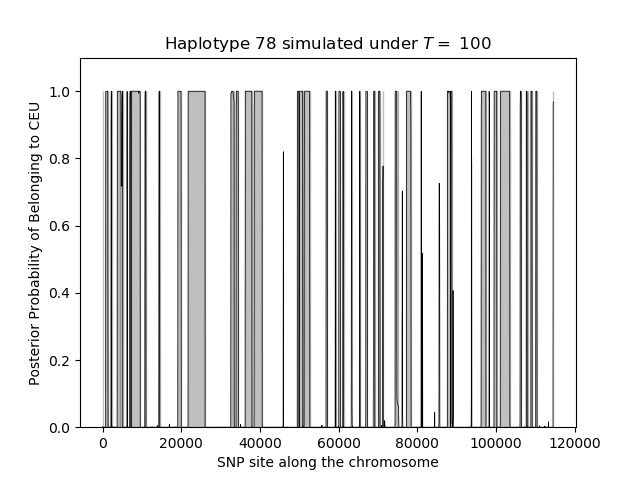 Haplotype 78 simulated under T = 100
Posterior Probability of Belonging to CEU
1.0
0.8
0.6
0.4
0.2
0.0
0 20000 40000 60000 80000 100000 120000
SNP site along the chromosome